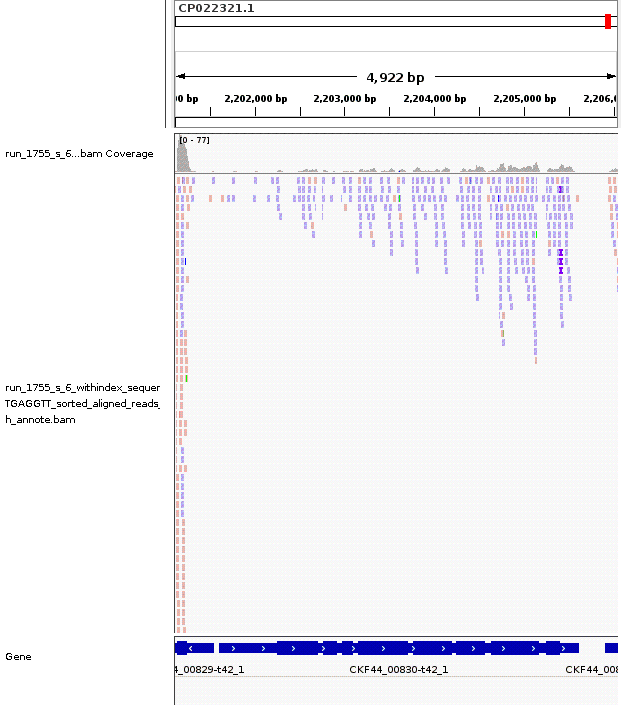 CP022321.1
4,922 bp
00 bp 2,202,000 bp 2,203,000 bp 2,204,000 bp 2,205,000 bp 2,206,
[0 - 77]
run_1755_s_6...bam Coverage
run_1755_s_6_withindex_sequer
TGAGGTT_sorted_aligned_reads_
h_annote.bam
Gene
4_00829-t42_1 CKF44_00830-t42_1 CKF44_008